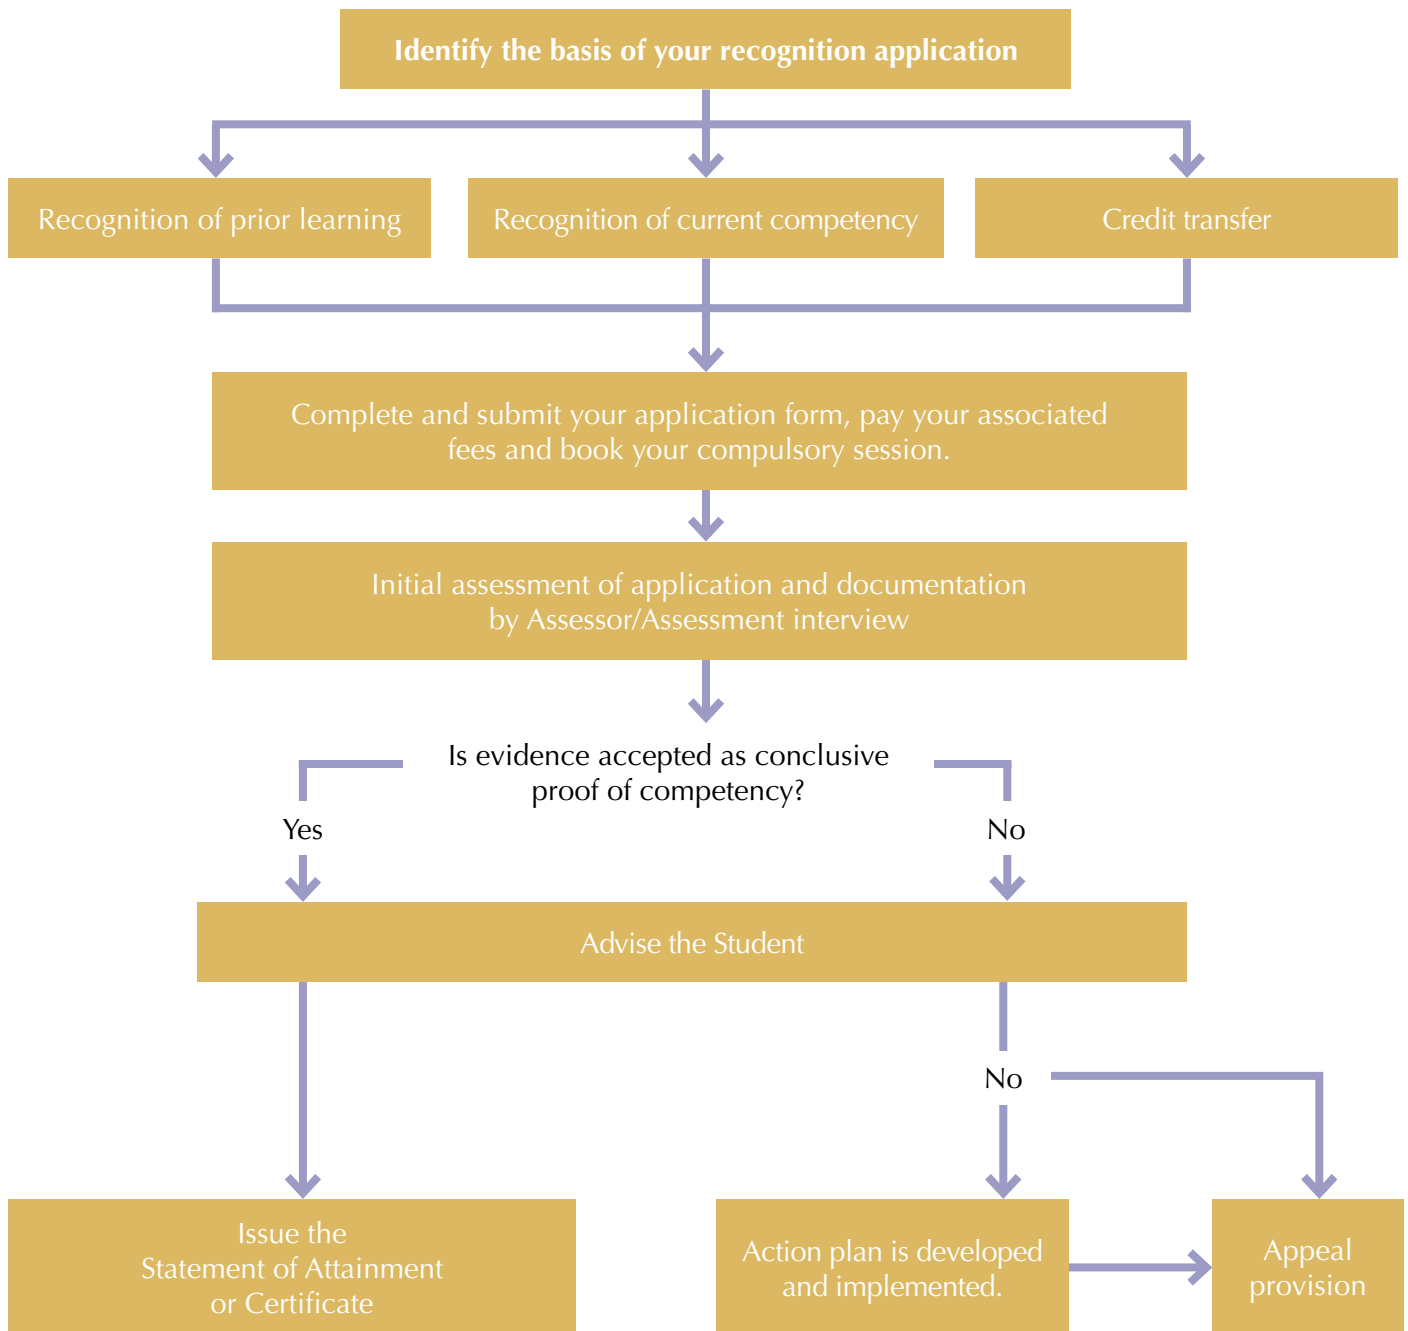 Identify the basis of your recognition application
Recognition of prior learning
Recognition of current competency
Credit transfer
Complete and submit your application form, pay your associated
fees and book your compulsory session.
Initial assessment of application and documentation
by Assessor/Assessment interview
Is evidence accepted as conclusive
proof of competency?
Yes
No
Advise the Student
No
Issue the
Statement of Attainment
or Certificate
Action plan is developed
and implemented.
Appeal
provision